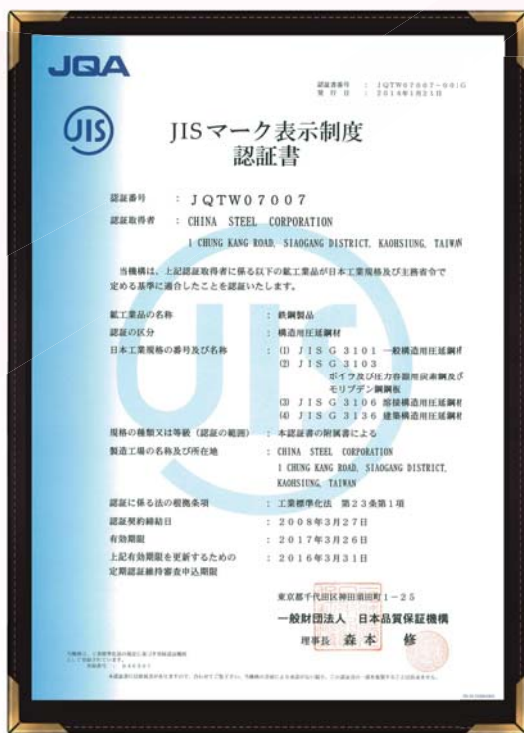 JQA
認証書番号 : JQTW07007-00:G
発行日 : 2014年1月21日
JIS
JISマーク表示制度
認証書
認証番号 : JQTW07007
認証取得者 : CHINA STEEL CORPORATION
1 CHUNG KANG ROAD, SIAOGANG DISTRICT, KAOHSIUNG, TAIWAN
当機構は、上記認証取得者に係る以下の鉱工業品が日本工業規格及び主務省令で
定める基準に適合したことを認証いたします。
鉱工業品の名称 : 鉄鋼製品
認証の区分 : 構造用圧延鋼材
日本工業規格の番号及び名称 : (1) JIS G 3101 一般構造用圧延鋼材
(2) JIS G 3103
ボイラ及び圧力容器用炭素鋼及び
モリブデン鋼鋼板
(3) JIS G 3106 溶接構造用圧延鋼材
(4) JIS G 3136 建築構造用圧延鋼材
規格の種類又は等級（認証の範囲） : 本認証書の附属書による
製造工場の名称及び所在地 : CHINA STEEL CORPORATION
1 CHUNG KANG ROAD, SIAOGANG DISTRICT,
KAOHSIUNG, TAIWAN
認証に係る法の根拠条項 : 工業標準化法 第23条第1項
認証契約締結日 : 2008年3月27日
有効期限 : 2017年3月26日
上記有効期限を更新するための : 2016年3月31日
定期認証維持審査申込期限
東京都千代田区神田須田町1-25
一般財団法人 日本品質保証機構
理事長 森本 修